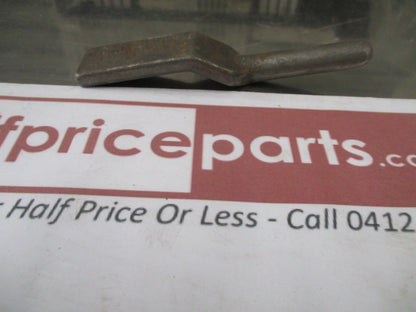 fpriceparts.co
Half Price Or Less - Call 0412